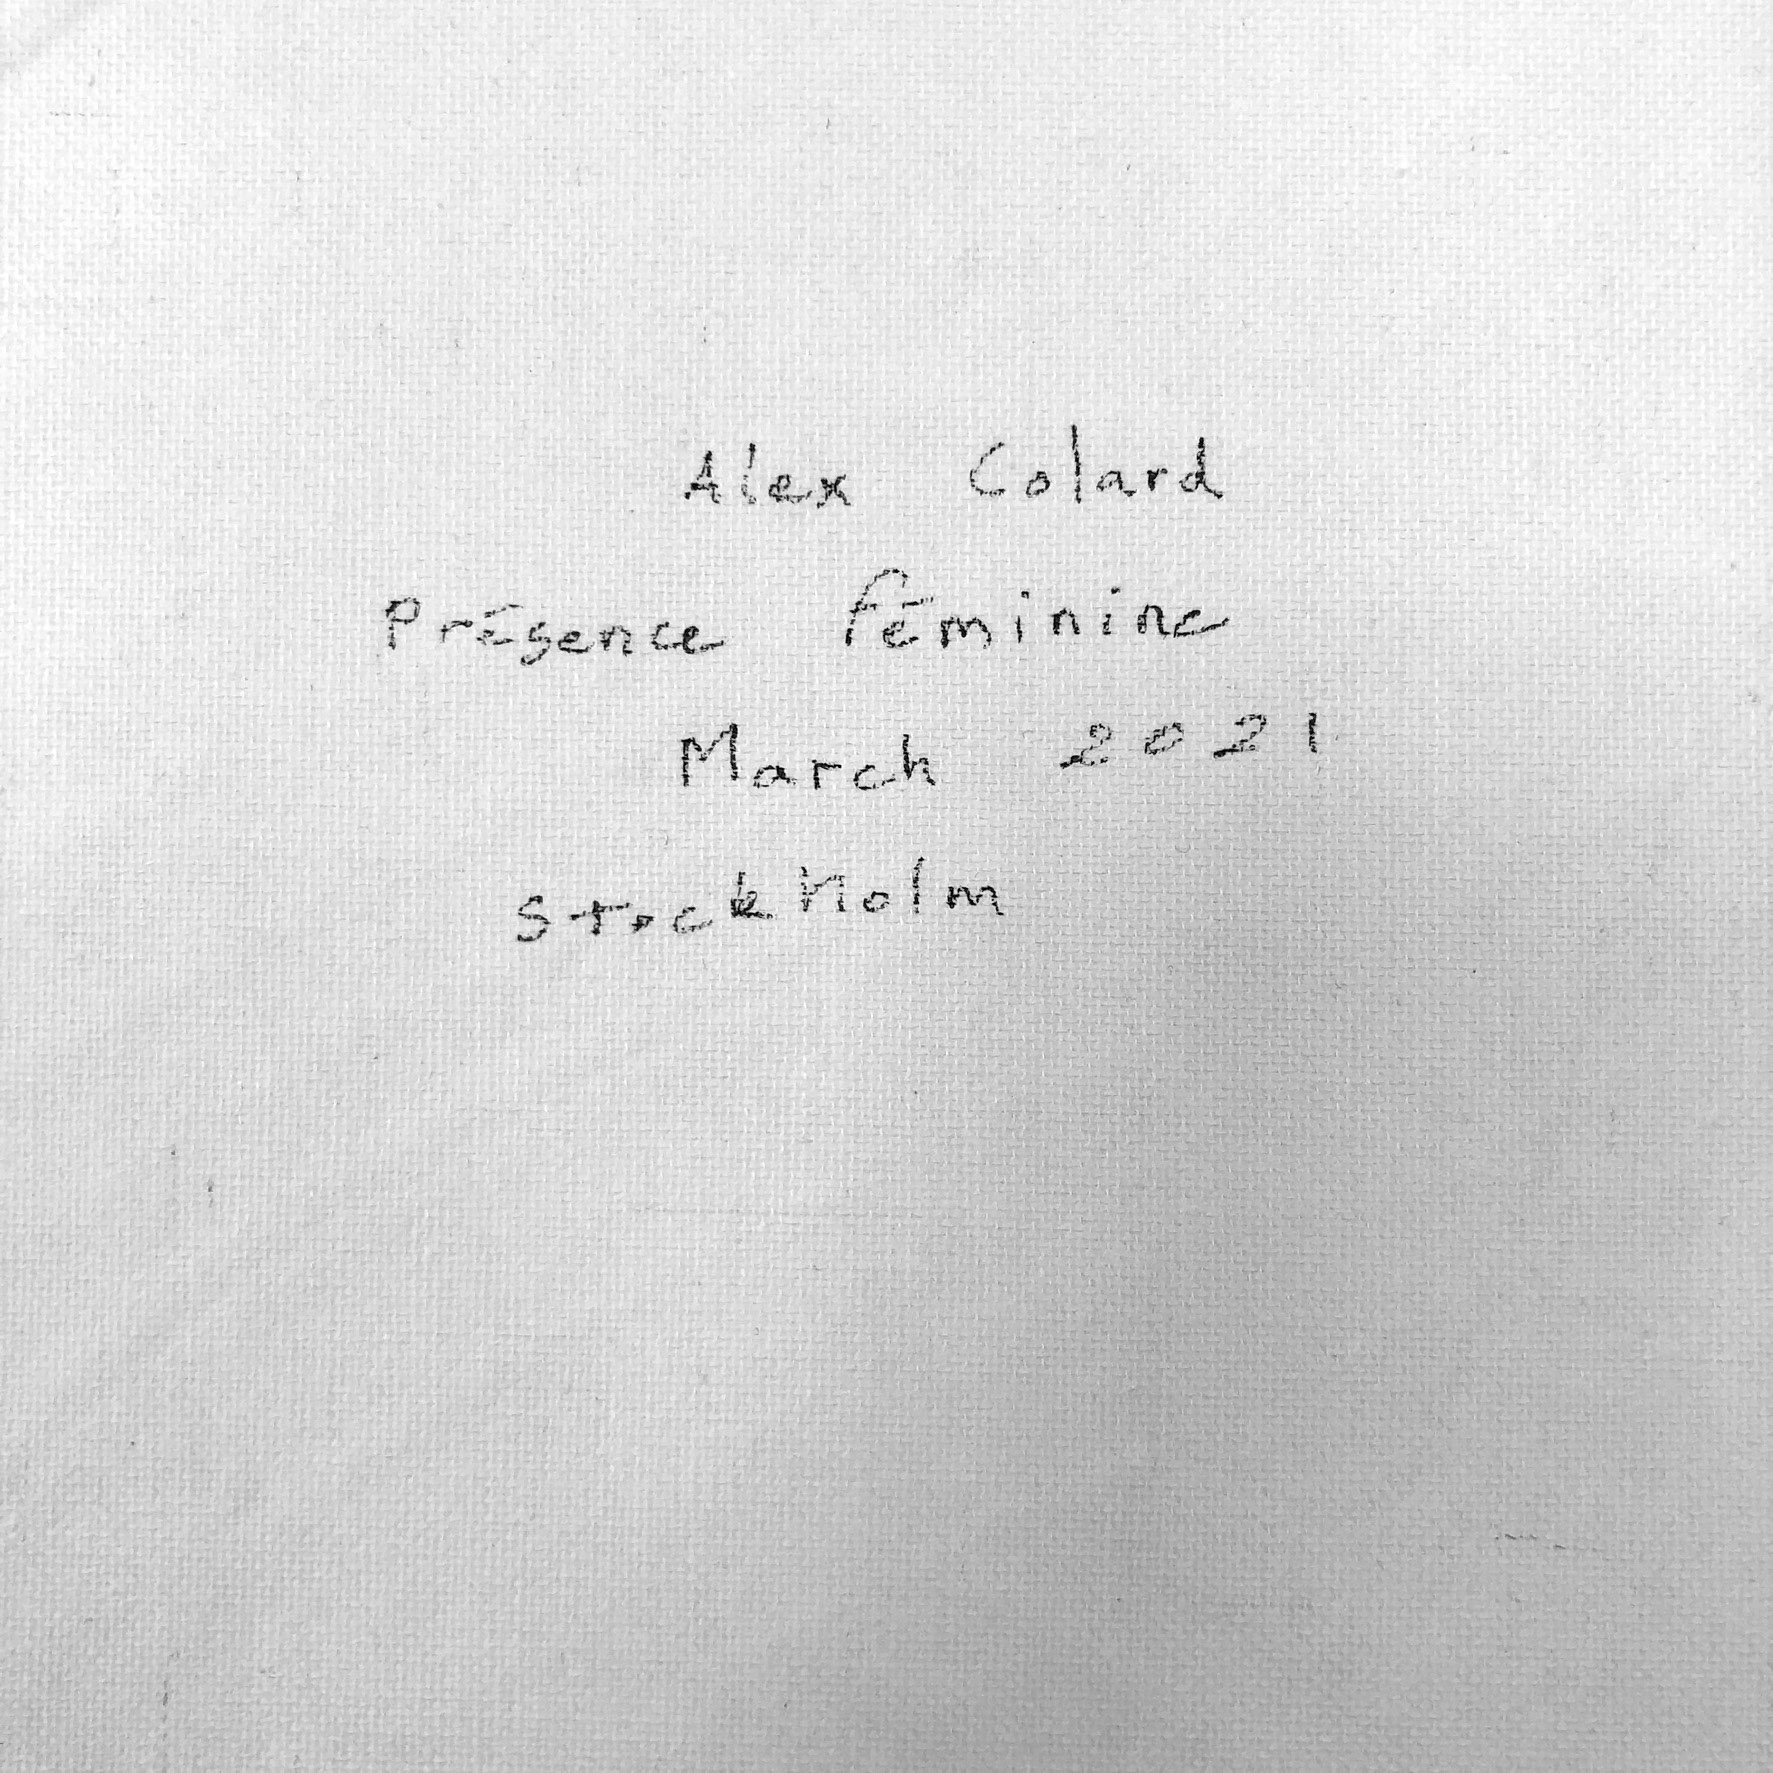 Alex Colard
Présence féminine
March 2021
Stockholm